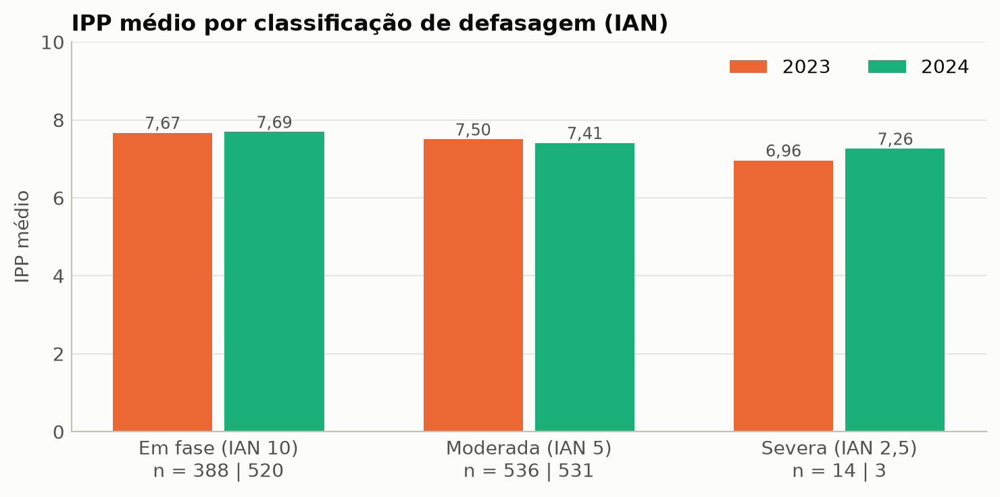 IPP médio por classificação de defasagem (IAN)
10
8
6
4
2
0
IPP médio
2023
2024
7,67
7,69
7,50
7,41
6,96
7,26
Em fase (IAN 10)
n = 388 | 520
Moderada (IAN 5)
n = 536 | 531
Severa (IAN 2,5)
n = 14 | 3